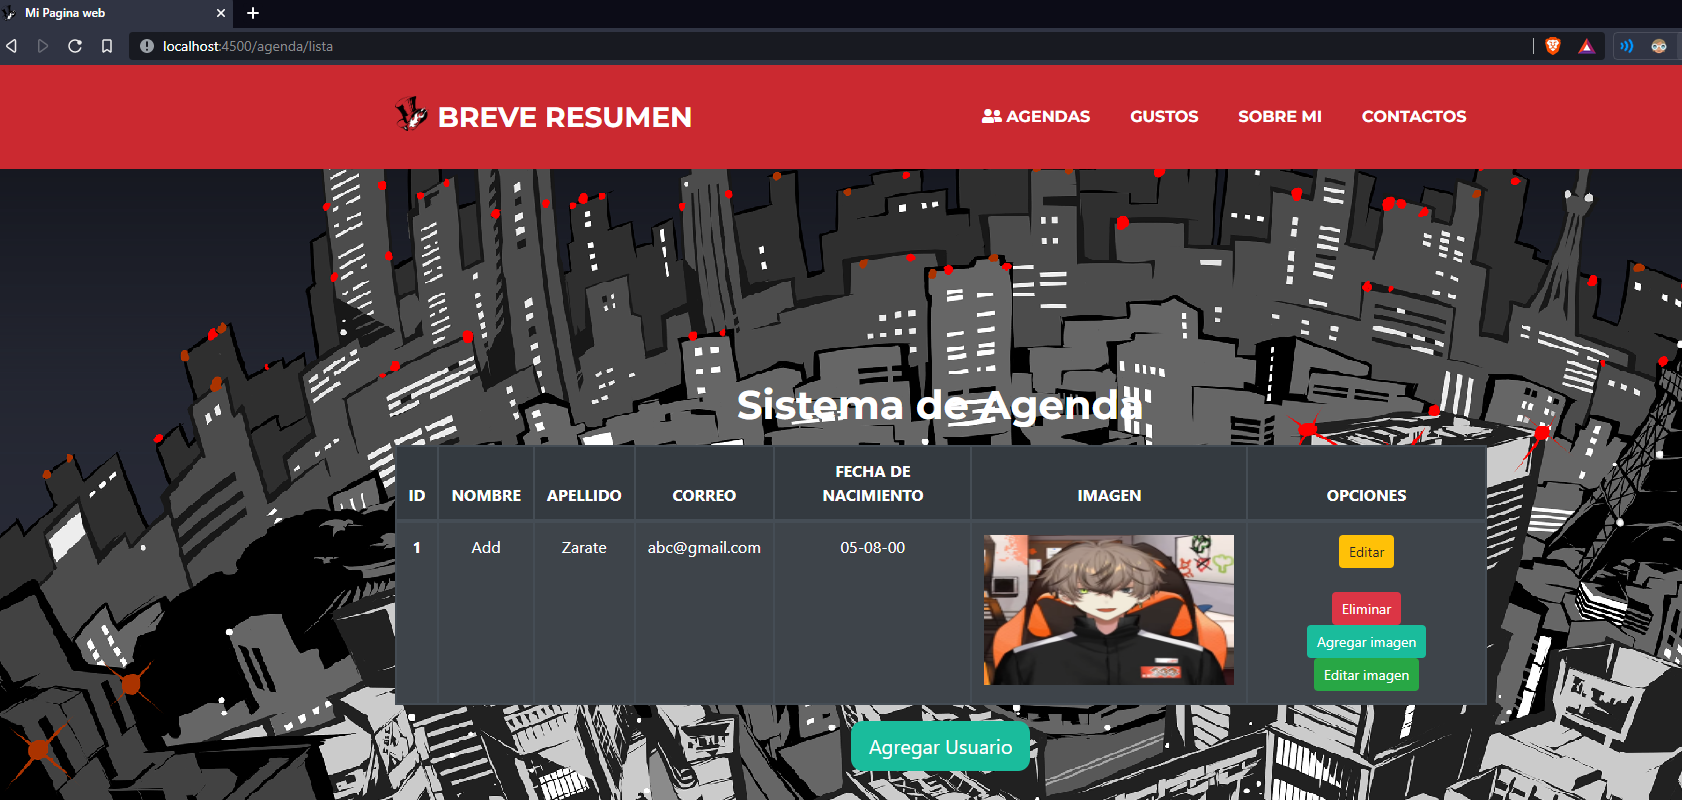 Mi Pagina web
localhost:4500/agenda/lista
BREVE RESUMEN
AGENDAS
GUSTOS
SOBRE MI
CONTACTOS
Sistema de Agenda
ID
NOMBRE
APELLIDO
CORREO
FECHA DE
NACIMIENTO
IMAGEN
OPCIONES
1
Add
Zarate
abc@gmail.com
05-08-00
Editar
Eliminar
Agregar imagen
Editar imagen
Agregar Usuario